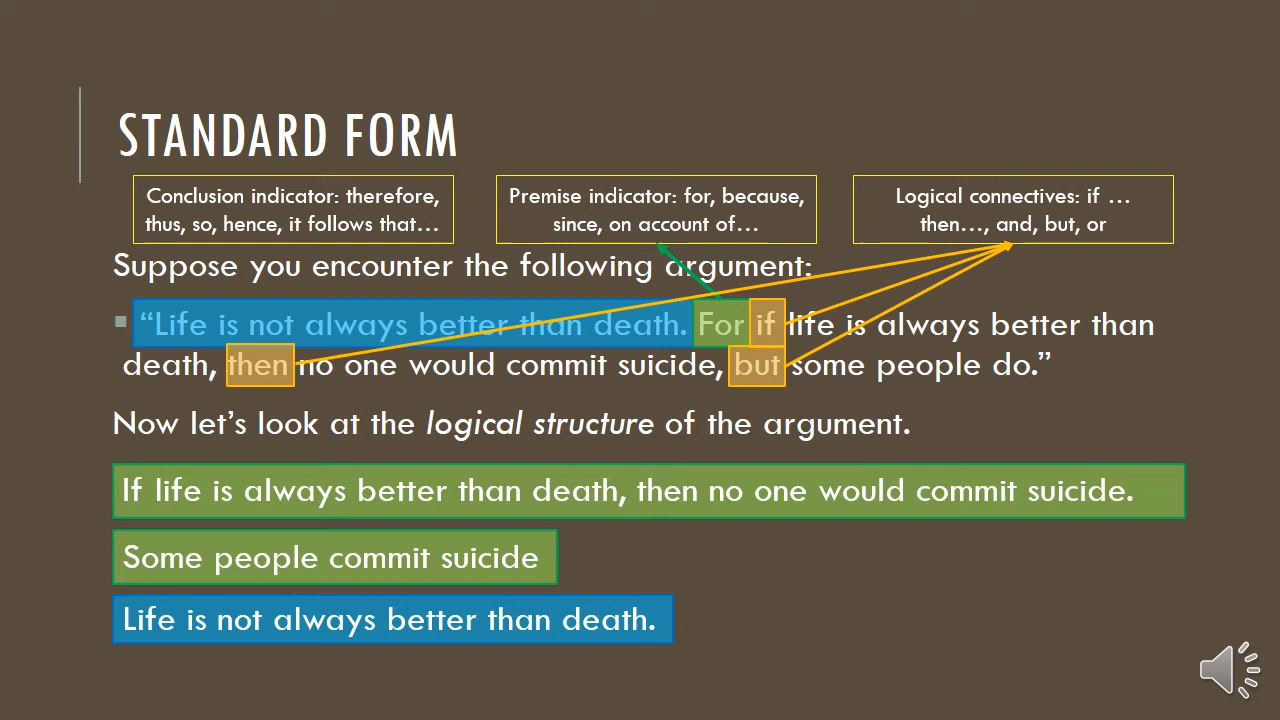 STANDARD FORM
Conclusion indicator: therefore,
thus, so, hence, it follows that…
Premise indicator: for, because,
since, on account of…
Logical connectives: if …
then…, and, but, or
Suppose you encounter the following argument:
“Life is not always better than death. For if life is always better than
death, then no one would commit suicide, but some people do.”
Now let’s look at the logical structure of the argument.
If life is always better than death, then no one would commit suicide.
Some people commit suicide
Life is not always better than death.